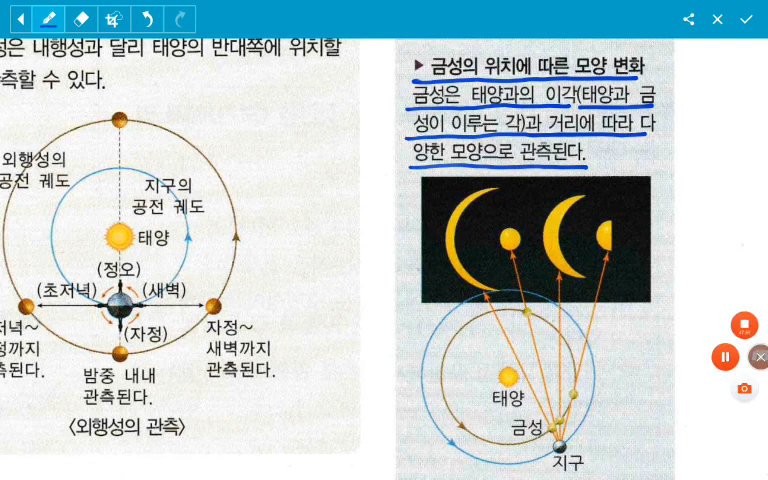 은 내행성과 달리 태양의 반대쪽에 위치할
측할 수 있다.
외행성의
공전 궤도
지구의
공전 궤도
태양
(정오)
(초저녁)
(새벽)
(자정)
녁~
까지
된다.
자정~
새벽까지
관측된다.
밤중 내내
관측된다.
〈외행성의 관측〉
▶ 금성의 위치에 따른 모양 변화
금성은 태양과의 이각(태양과 금
성이 이루는 각)과 거리에 따라 다
양한 모양으로 관측된다.
태양
금성
지구